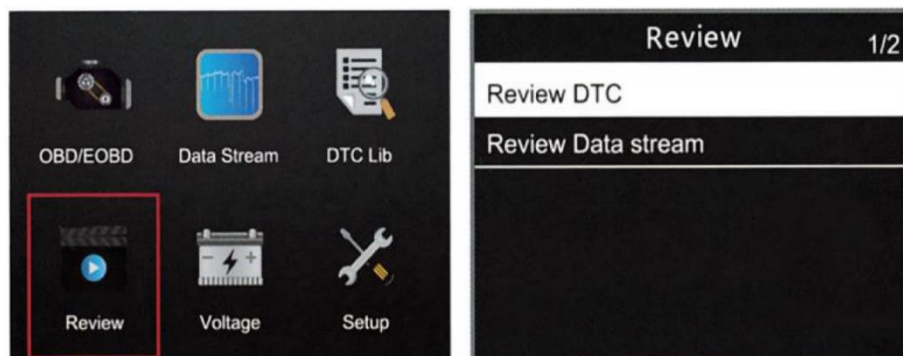 OBD/EOBD Data Stream DTC Lib
Review Voltage Setup
Review 1/2
Review DTC
Review Data stream